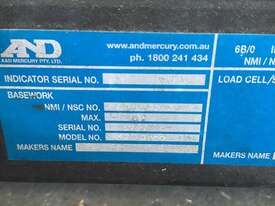 AND
A&D MERCURY PTY. LTD.
www.andmercury.com.au
ph. 1800 241 434
INDICATOR SERIAL NO.
BASEWORK
NMI / NSC NO.
MAX.
SERIAL NO.
MODEL NO.
MAKERS NAME
6B/0
NMI / N
LOAD CELL/S
MAKERS NAME